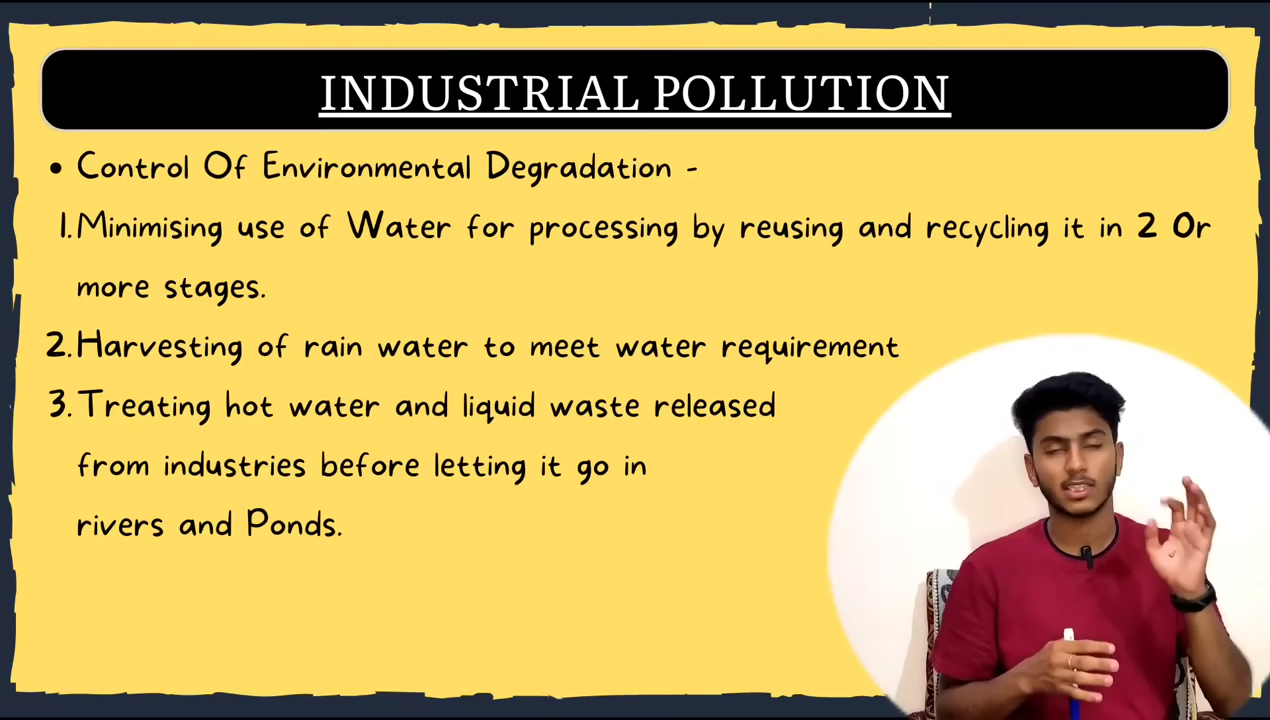 INDUSTRIAL POLLUTION
• Control Of Environmental Degradation -
1. Minimising use of Water for processing by reusing and recycling it in 2 Or
more stages.
2. Harvesting of rain water to meet water requirement
3. Treating hot water and liquid waste released
from industries before letting it go in
rivers and Ponds.